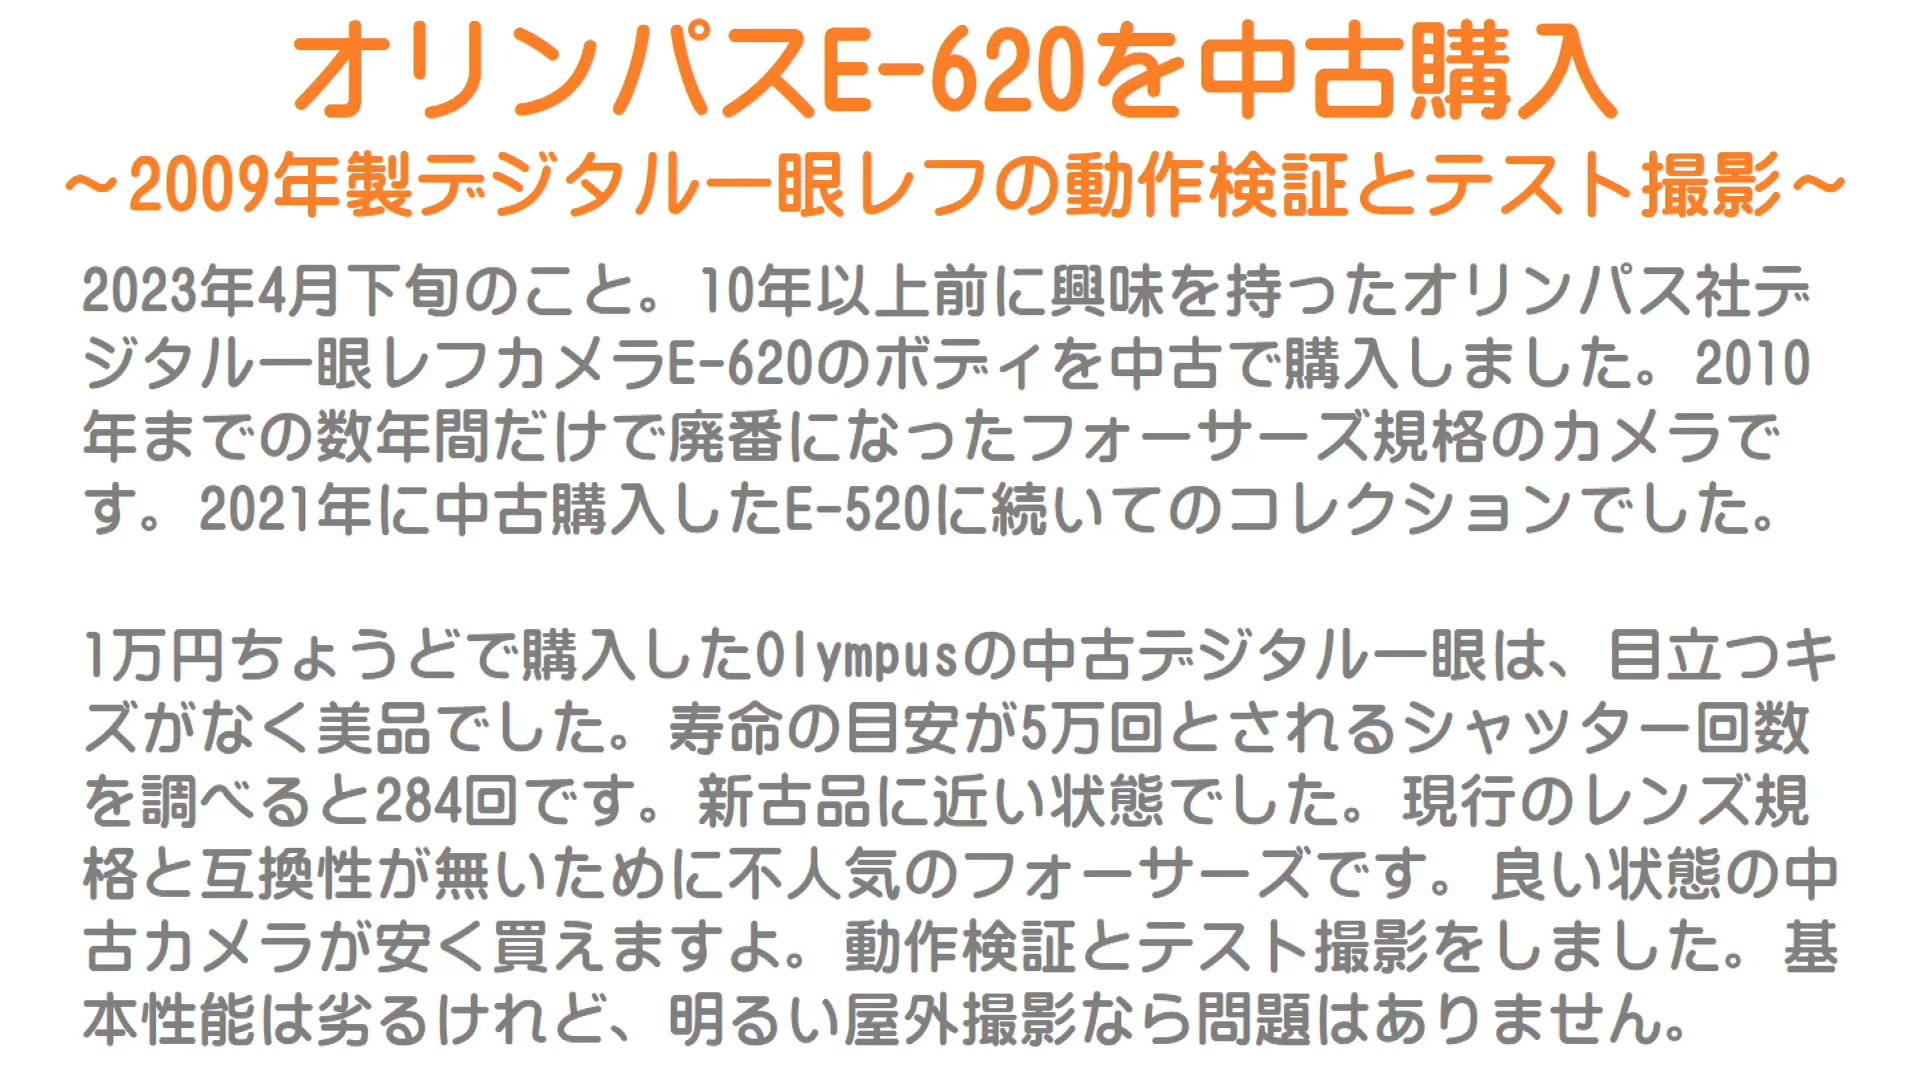 オリンパスE-620を中古購入
～2009年製デジタル一眼レフの動作検証とテスト撮影～
2023年4月下旬のこと。10年以上前に興味を持ったオリンパス社デ
ジタル一眼レフカメラE-620のボディを中古で購入しました。2010
年までの数年間だけで廃番になったフォーサーズ規格のカメラで
す。2021年に中古購入したE-520に続いてのコレクションでした。
1万円ちょうどで購入したOlympusの中古デジタル一眼は、目立つキ
ズがなく美品でした。寿命の目安が5万回とされるシャッター回数
を調べると284回です。新古品に近い状態でした。現行のレンズ規
格と互換性が無いために不人気のフォーサーズです。良い状態の中
古カメラが安く買えますよ。動作検証とテスト撮影をしました。基
本性能は劣るけれど、明るい屋外撮影なら問題はありません。